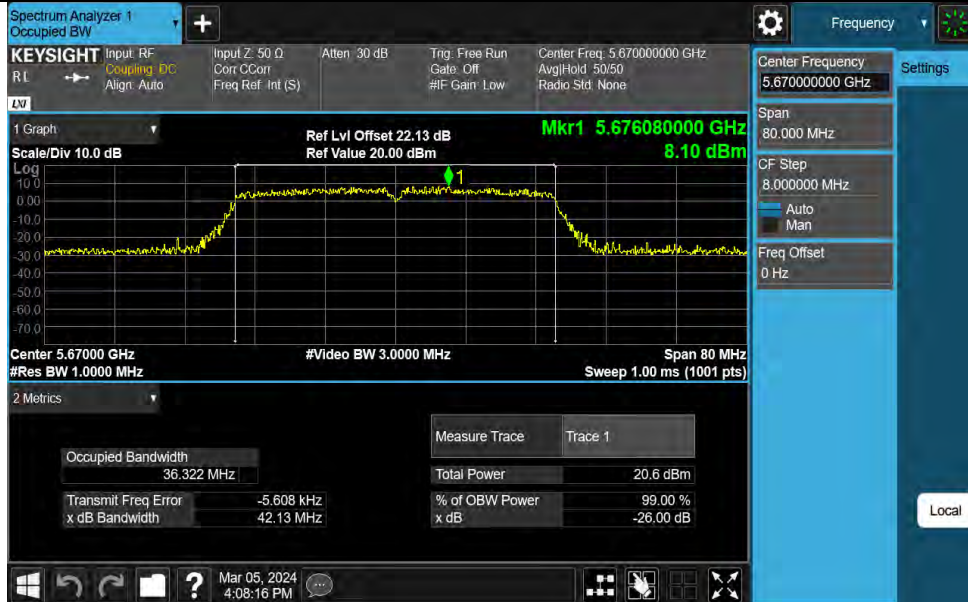 Spectrum Analyzer 1
Occupied BW
Frequency
KEYSIGHT
RL
LXI
Input: RF
Coupling: DC
Align: Auto
Input Z: 50 Ω
Corr CCorr
Freq Ref: Int (S)
Atten: 30 dB
Trig: Free Run
Gate: Off
#IF Gain: Low
Center Freq: 5.670000000 GHz
Avg|Hold: 50/50
Radio Std: None
Center Frequency
5.670000000 GHz
Settings
Span
80.000 MHz
CF Step
8.000000 MHz
Auto
Man
Freq Offset
0 Hz
1 Graph
Scale/Div 10.0 dB
Ref Lvl Offset 22.13 dB
Ref Value 20.00 dBm
Mkr1 5.676080000 GHz
8.10 dBm
Log
10.0
0.00
-10.0
-20.0
-30.0
-40.0
-50.0
-60.0
-70.0
1
Center 5.67000 GHz
#Video BW 3.0000 MHz
Span 80 MHz
#Res BW 1.0000 MHz
Sweep 1.00 ms (1001 pts)
2 Metrics
Measure Trace Trace 1
Occupied Bandwidth
36.322 MHz
Total Power 20.6 dBm
Transmit Freq Error -5.608 kHz
% of OBW Power 99.00 %
x dB Bandwidth 42.13 MHz
x dB -26.00 dB
Local
?
Mar 05, 2024
4:08:16 PM